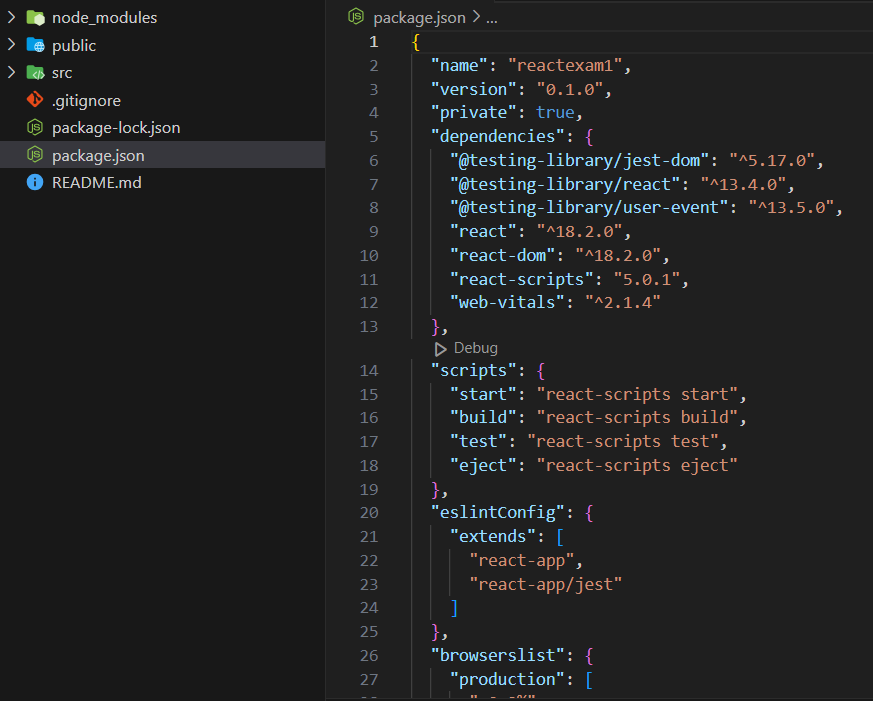 node_modules
public
src
.gitignore
package-lock.json
package.json
README.md
package.json > ...
1 {
2 "name": "reactexam1",
3 "version": "0.1.0",
4 "private": true,
5 "dependencies": {
6 "@testing-library/jest-dom": "^5.17.0",
7 "@testing-library/react": "^13.4.0",
8 "@testing-library/user-event": "^13.5.0",
9 "react": "^18.2.0",
10 "react-dom": "^18.2.0",
11 "react-scripts": "5.0.1",
12 "web-vitals": "^2.1.4"
13 },
Debug
14 "scripts": {
15 "start": "react-scripts start",
16 "build": "react-scripts build",
17 "test": "react-scripts test",
18 "eject": "react-scripts eject"
19 },
20 "eslintConfig": {
21 "extends": [
22 "react-app",
23 "react-app/jest"
24 ]
25 },
26 "browserslist": {
27 "production": [